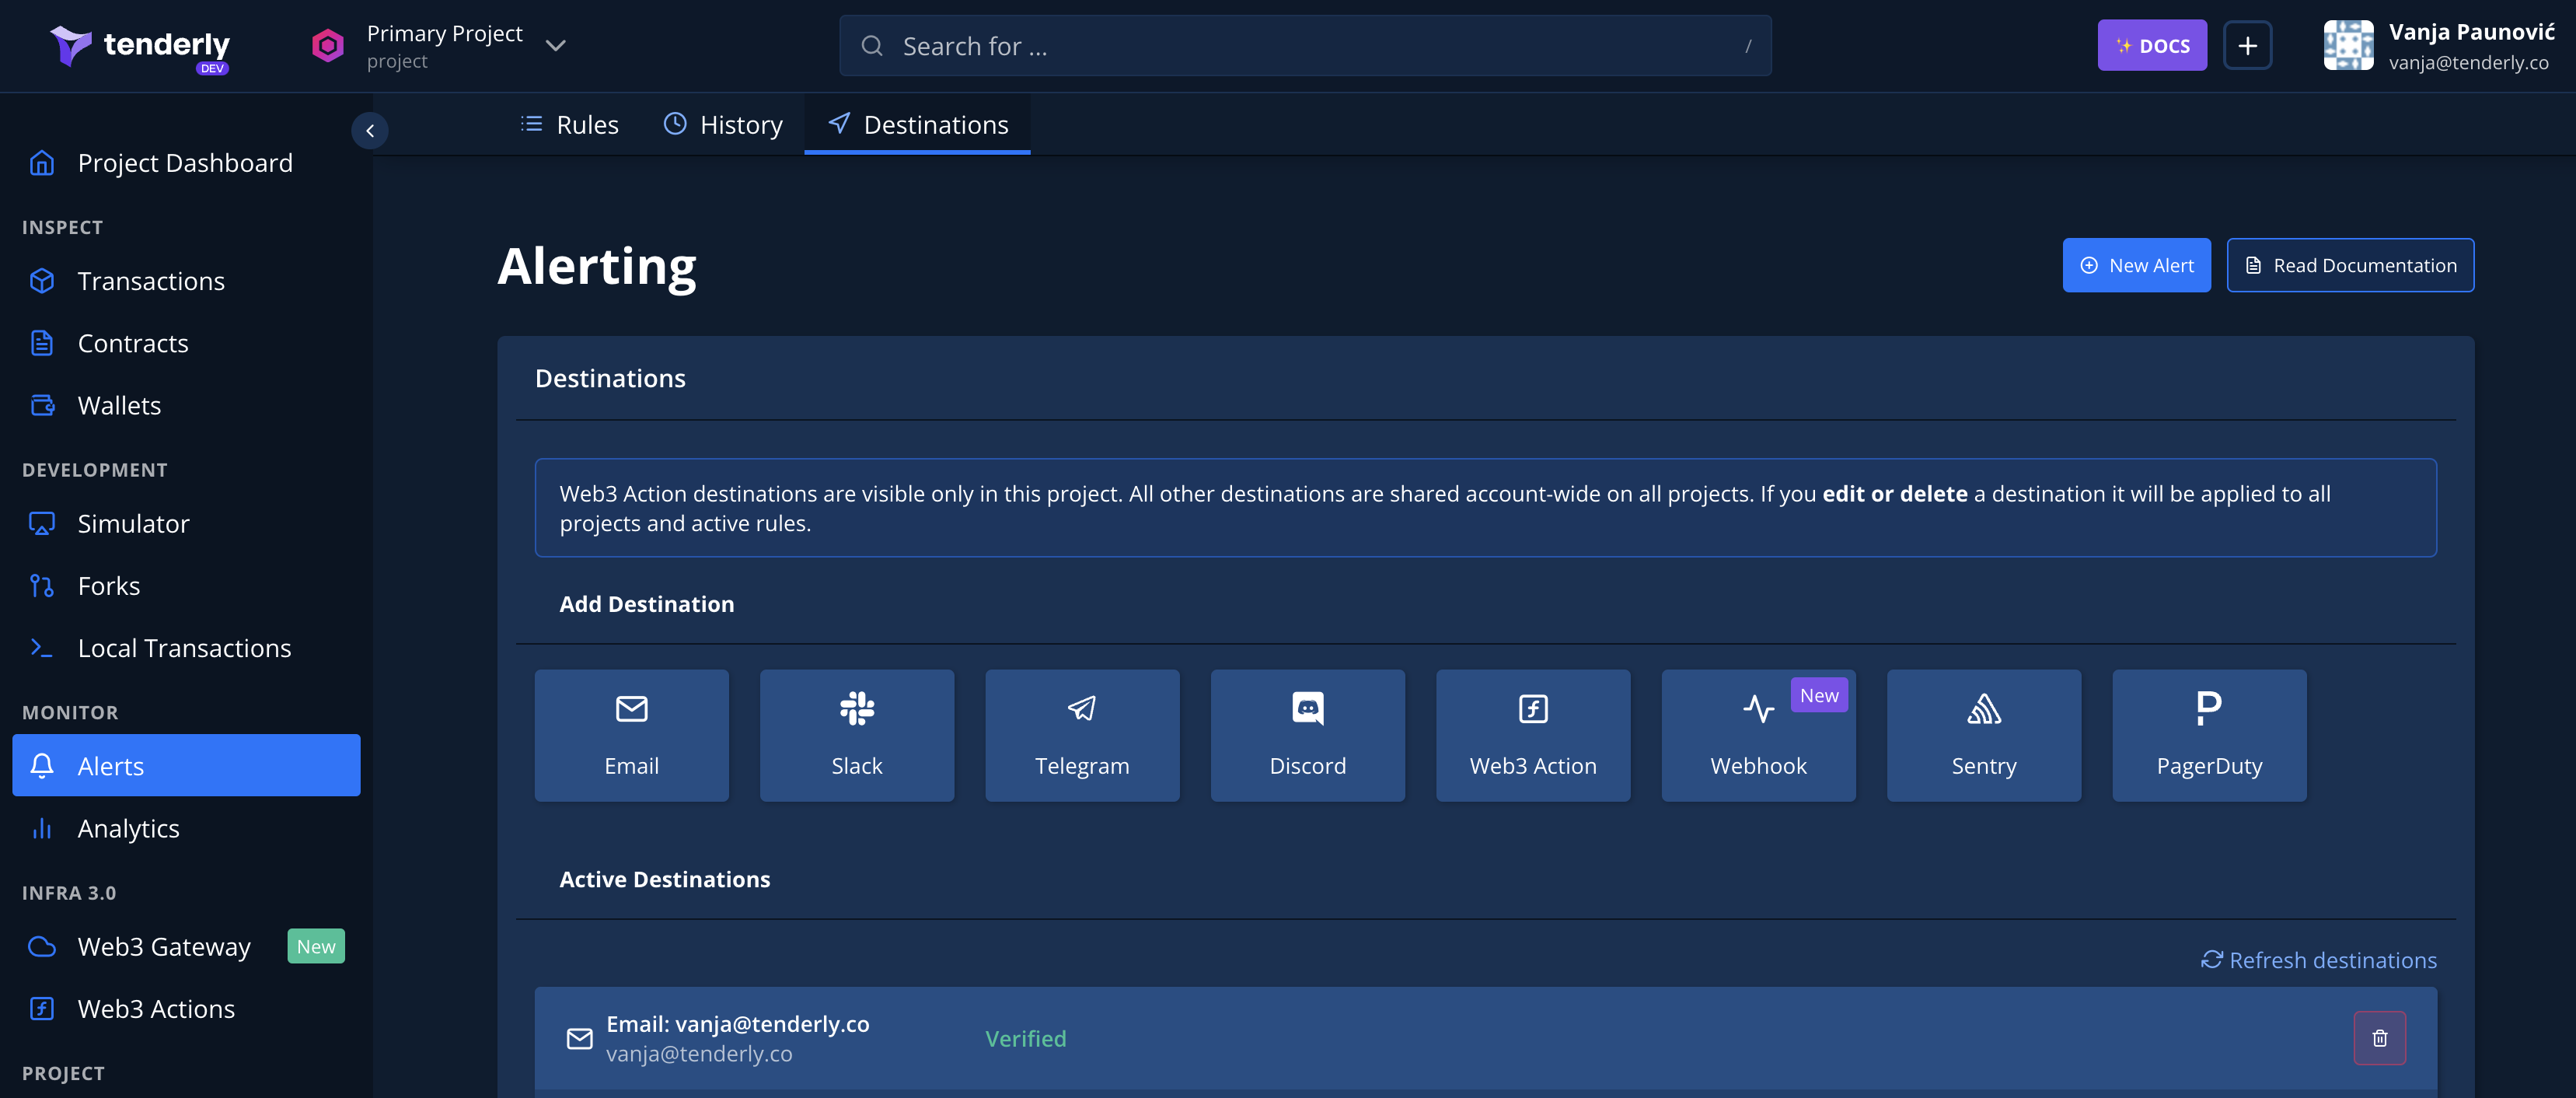 tenderly
DEV
Primary Project
project
Search for ...
/
DOCS
Vanja Paunović
vanja@tenderly.co
Project Dashboard
INSPECT
Transactions
Contracts
Wallets
DEVELOPMENT
Simulator
Forks
Local Transactions
MONITOR
Alerts
Analytics
INFRA 3.0
Web3 Gateway
New
Web3 Actions
PROJECT
Rules
History
Destinations
Alerting
New Alert
Read Documentation
Destinations
Web3 Action destinations are visible only in this project. All other destinations are shared account-wide on all projects. If you edit or delete a destination it will be applied to all
projects and active rules.
Add Destination
Email
Slack
Telegram
Discord
Web3 Action
New
Webhook
Sentry
PagerDuty
Active Destinations
Refresh destinations
Email: vanja@tenderly.co
vanja@tenderly.co
Verified